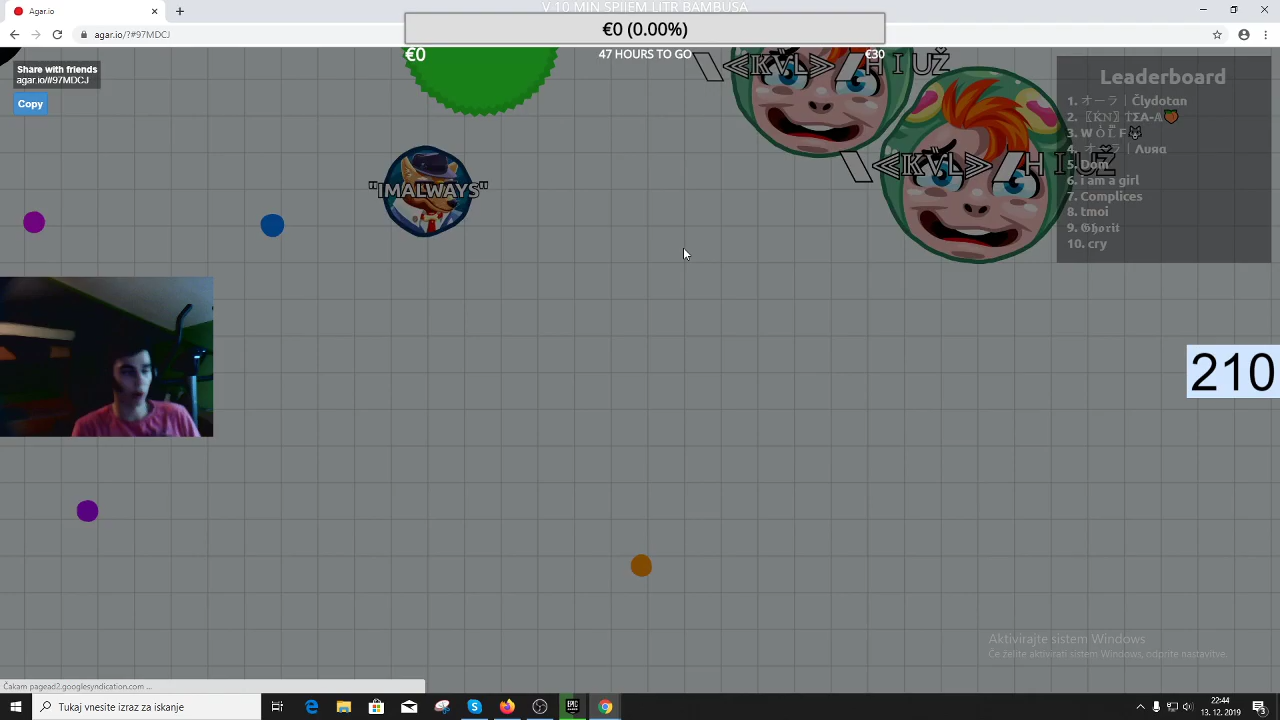 Agar.io
agar.io/?#97MDCJ
V 10 MIN SPIJEM LITR BAMBUSA
€0 (0.00%)
€0
47 HOURS TO GO
€30
Share with friends
agar.io/#97MDCJ
Copy
"IMALWAYS"
Leaderboard
1. オーラ | Člydotαn
2. 〖ḰN〗TΣA-𝔸🍑
3. W O L F
4. オーラ | Λυяα
5. Dom
6. i am a girl
7. Complices
8. tmoi
9. 𝕲𝖍𝖔𝖗𝖎𝖙
10. cry
210
Aktivirajte sistem Windows
Če želite aktivirati sistem Windows, odprite nastavitve.
Čakam pagead2.googlesyndication.com ...
Tukaj vnesite izraz za iskanje
22:44
13. 12. 2019